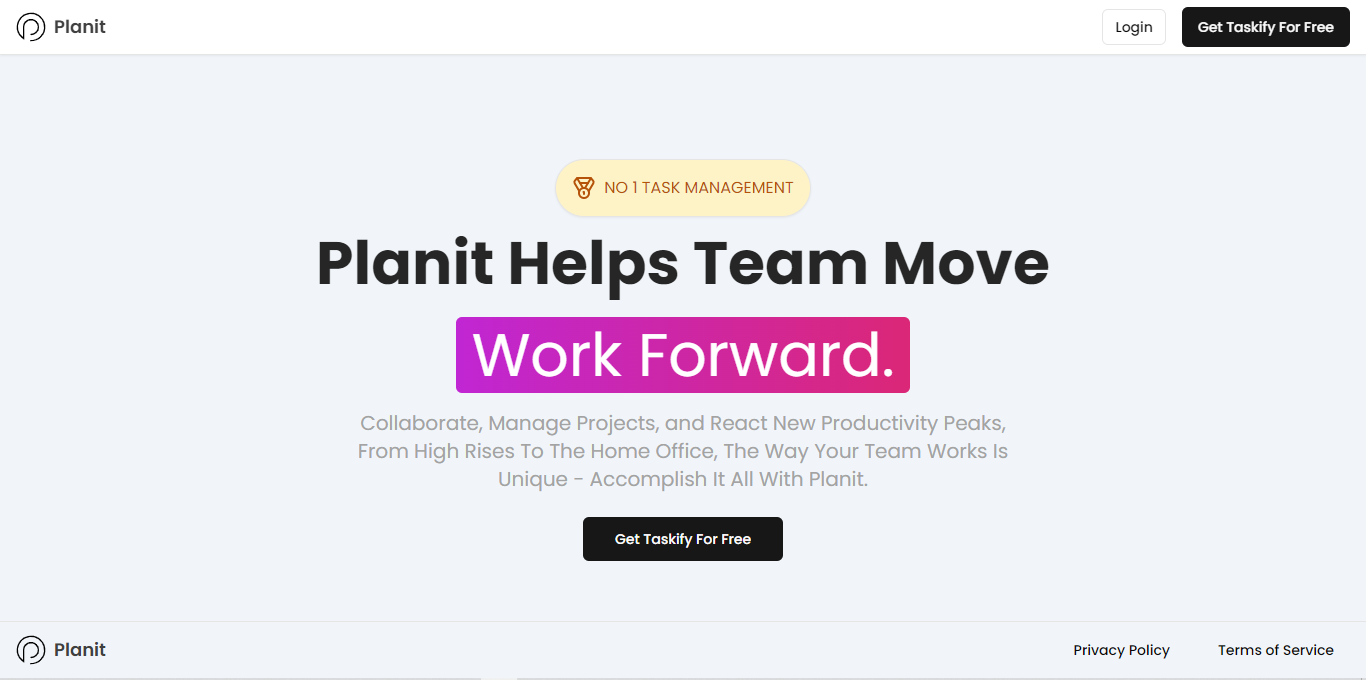 Planit
Login
Get Taskify For Free
NO 1 TASK MANAGEMENT
Planit Helps Team Move
Work Forward.
Collaborate, Manage Projects, and React New Productivity Peaks,
From High Rises To The Home Office, The Way Your Team Works Is
Unique - Accomplish It All With Planit.
Get Taskify For Free
Planit
Privacy Policy
Terms of Service